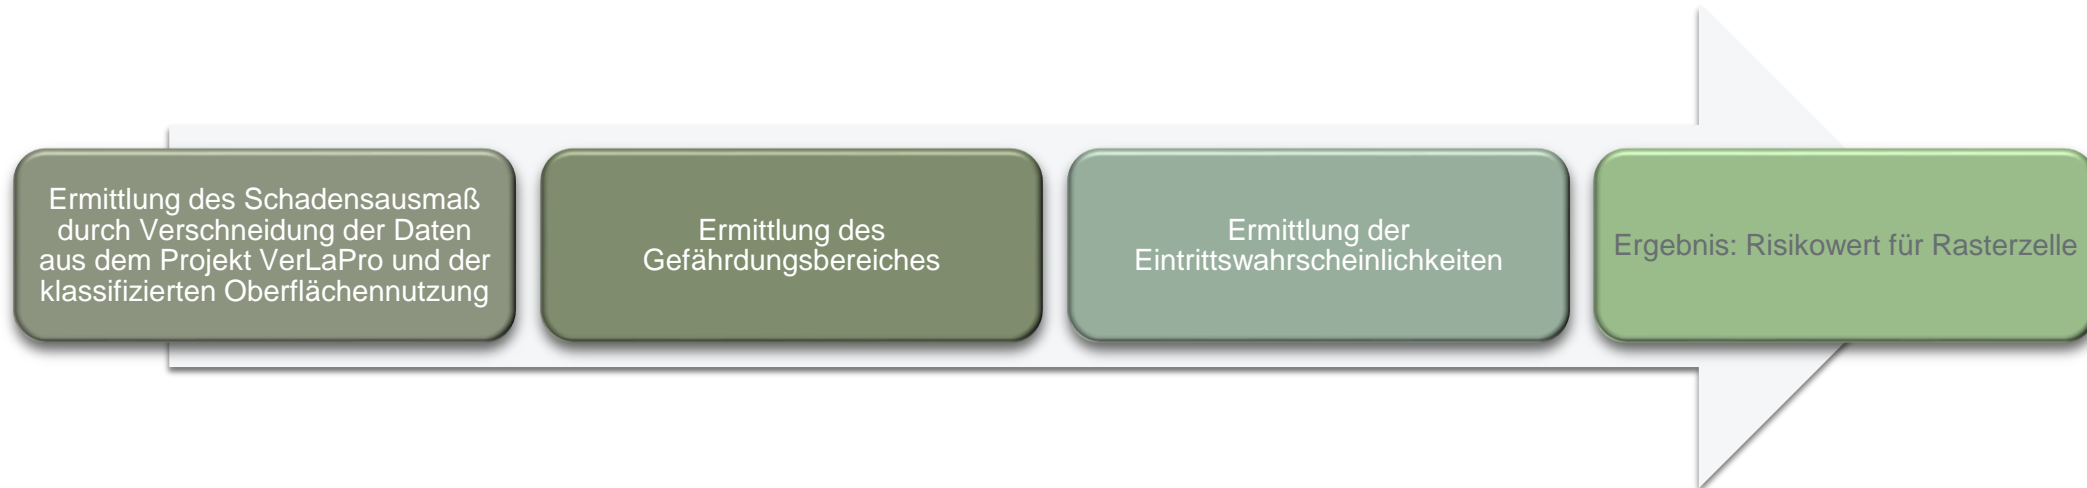 Ermittlung des Schadensausmaß
durch Verschneidung der Daten
aus dem Projekt VerLaPro und der
klassifizierten Oberflächennutzung
Ermittlung des
Gefährdungsbereiches
Ermittlung der
Eintrittswahrscheinlichkeiten
Ergebnis: Risikowert für Rasterzelle